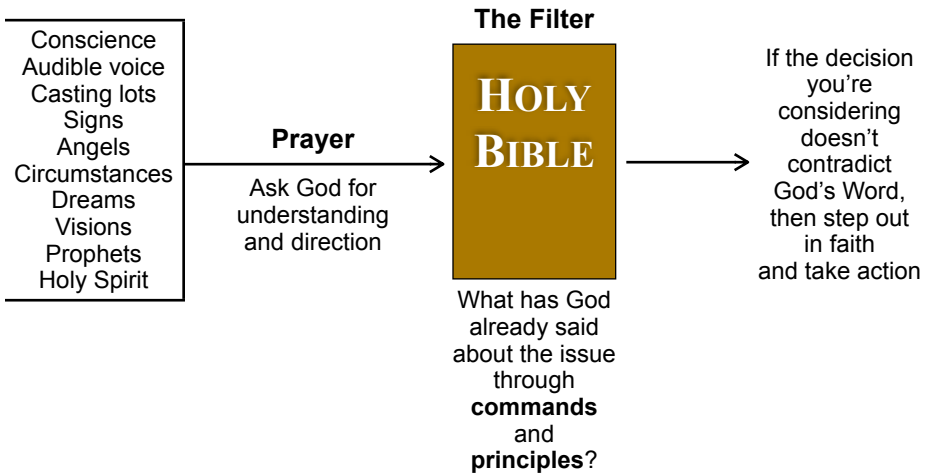 Conscience
Audible voice
Casting lots
Signs
Angels
Circumstances
Dreams
Visions
Prophets
Holy Spirit
Prayer
Ask God for
understanding
and direction
The Filter
HOLY
BIBLE
What has God
already said
about the issue
through
commands
and
principles?
If the decision
you’re
considering
doesn’t
contradict
God’s Word,
then step out
in faith
and take action